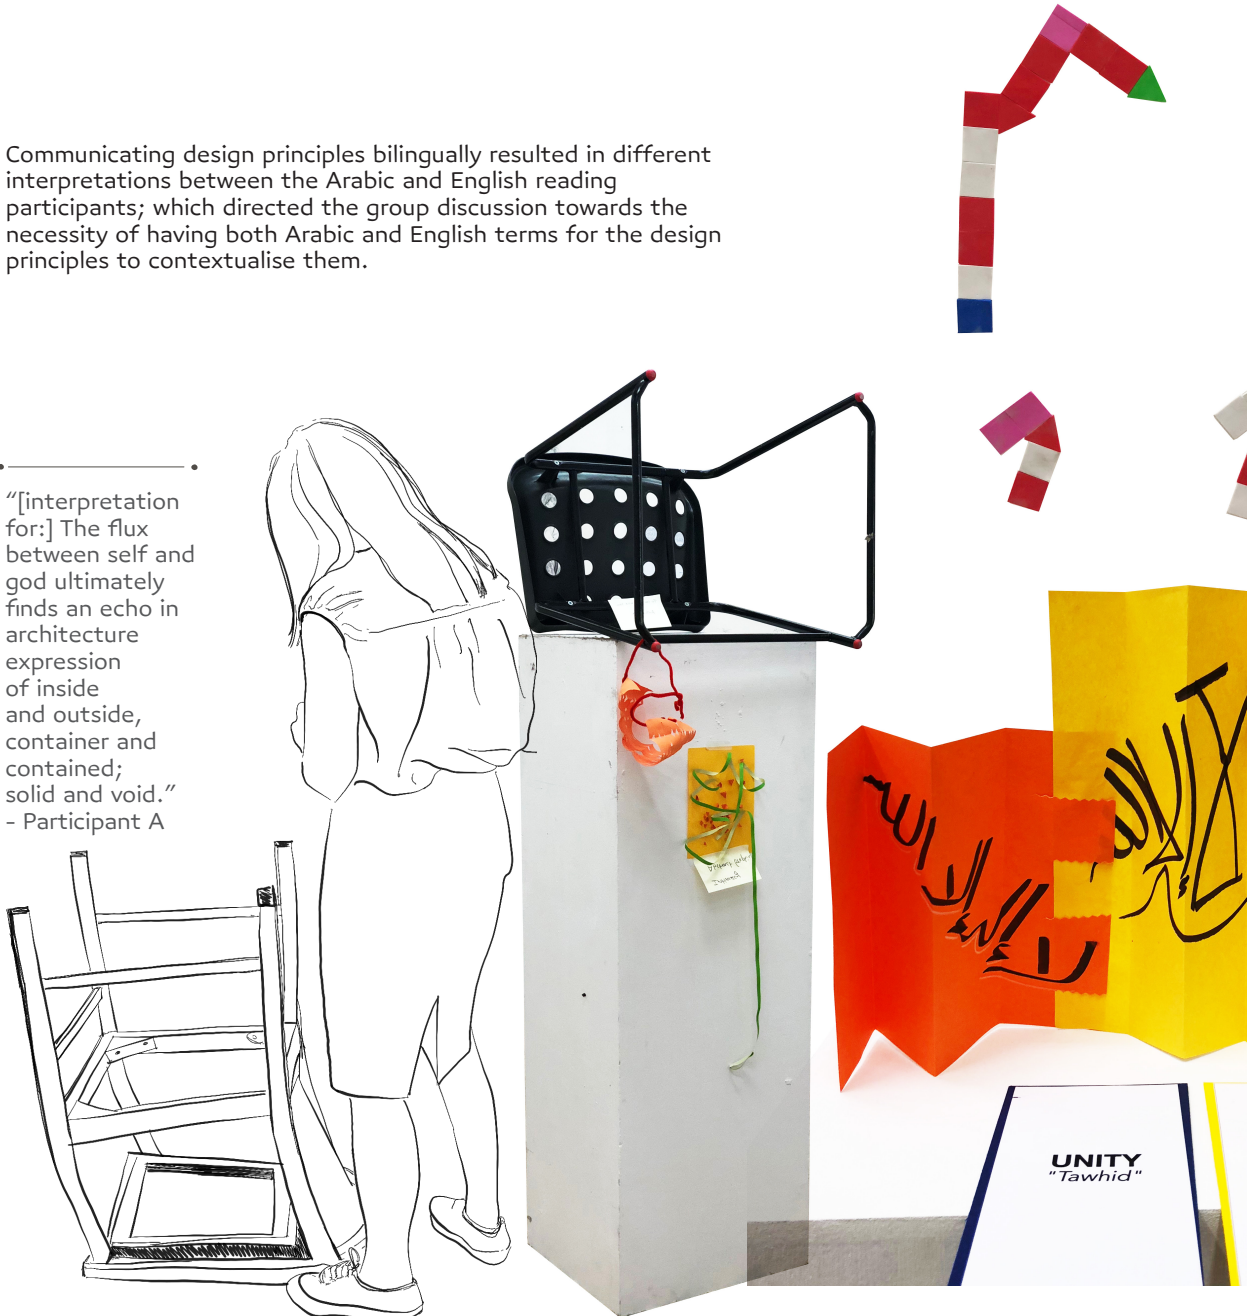 Communicating design principles bilingually resulted in different
interpretations between the Arabic and English reading
participants; which directed the group discussion towards the
necessity of having both Arabic and English terms for the design
principles to contextualise them.
“[interpretation
for:] The flux
between self and
god ultimately
finds an echo in
architecture
expression
of inside
and outside,
container and
contained;
solid and void.”
- Participant A
لا إله إلا الله
لا إله إلا الله
UNITY
"Tawhid"